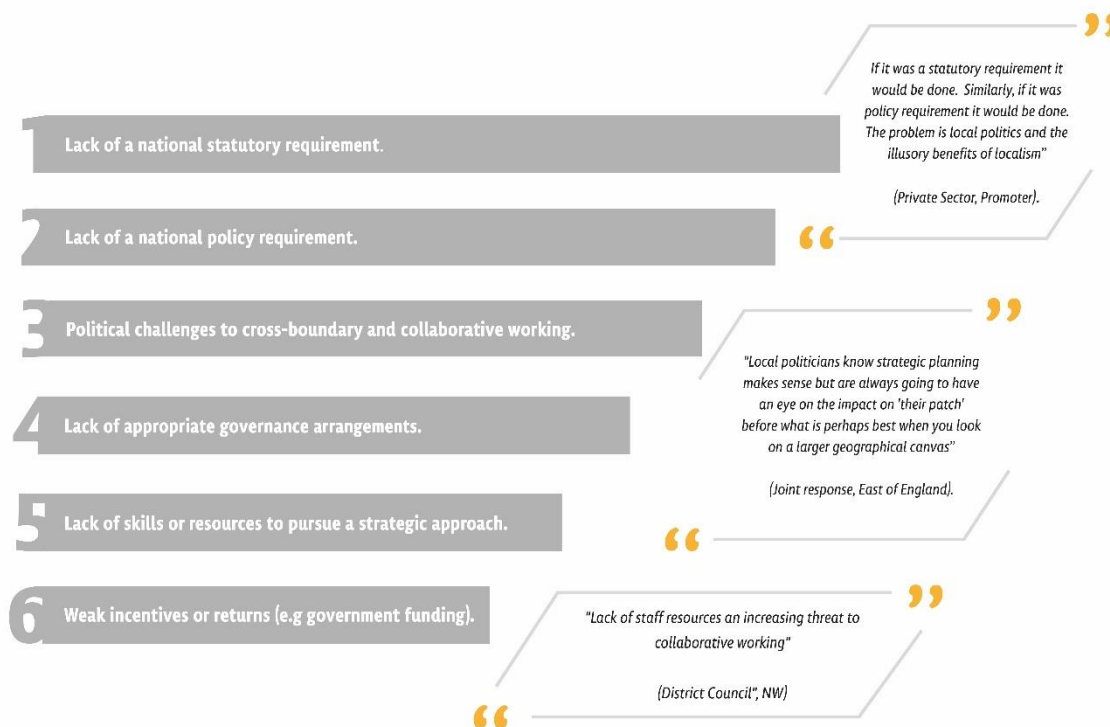 1 Lack of a national statutory requirement.
2 Lack of a national policy requirement.
3 Political challenges to cross-boundary and collaborative working.
4 Lack of appropriate governance arrangements.
5 Lack of skills or resources to pursue a strategic approach.
6 Weak incentives or returns (e.g government funding).
”
If it was a statutory requirement it
would be done. Similarly, if it was
policy requirement it would be done.
The problem is local politics and the
illusory benefits of localism”
(Private Sector, Promoter).
“
”
"Local politicians know strategic planning
makes sense but are always going to have
an eye on the impact on 'their patch'
before what is perhaps best when you look
on a larger geographical canvas”
(Joint response, East of England).
“
”
"Lack of staff resources an increasing threat to
collaborative working"
(District Council", NW)
“